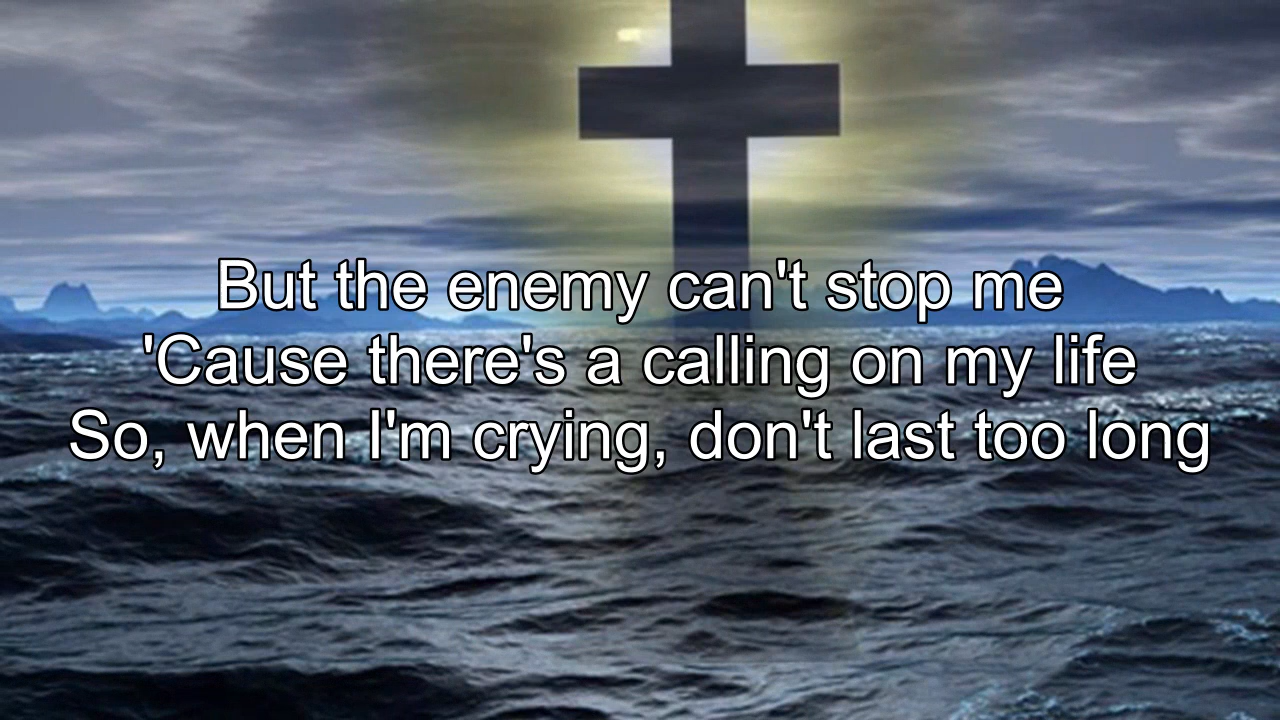 But the enemy can't stop me
'Cause there's a calling on my life
So, when I'm crying, don't last too long